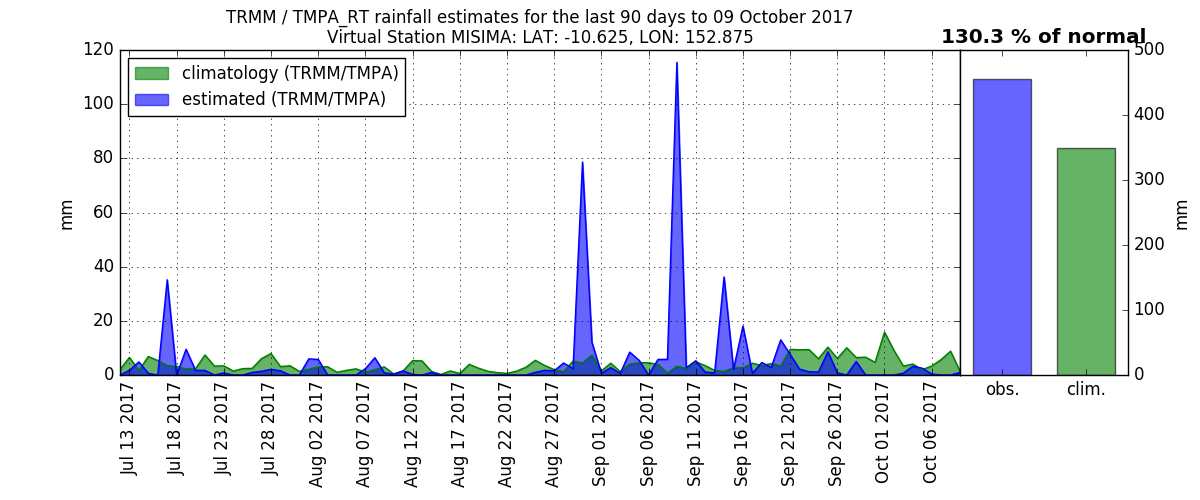 TRMM / TMPA_RT rainfall estimates for the last 90 days to 09 October 2017
Virtual Station MISIMA: LAT: -10.625, LON: 152.875
130.3 % of normal
climatology (TRMM/TMPA)
estimated (TRMM/TMPA)
120
100
80
60
40
20
0
mm
Jul 13 2017
Jul 18 2017
Jul 23 2017
Jul 28 2017
Aug 02 2017
Aug 07 2017
Aug 12 2017
Aug 17 2017
Aug 22 2017
Aug 27 2017
Sep 01 2017
Sep 06 2017
Sep 11 2017
Sep 16 2017
Sep 21 2017
Sep 26 2017
Oct 01 2017
Oct 06 2017
500
400
300
200
100
0
mm
obs.
clim.